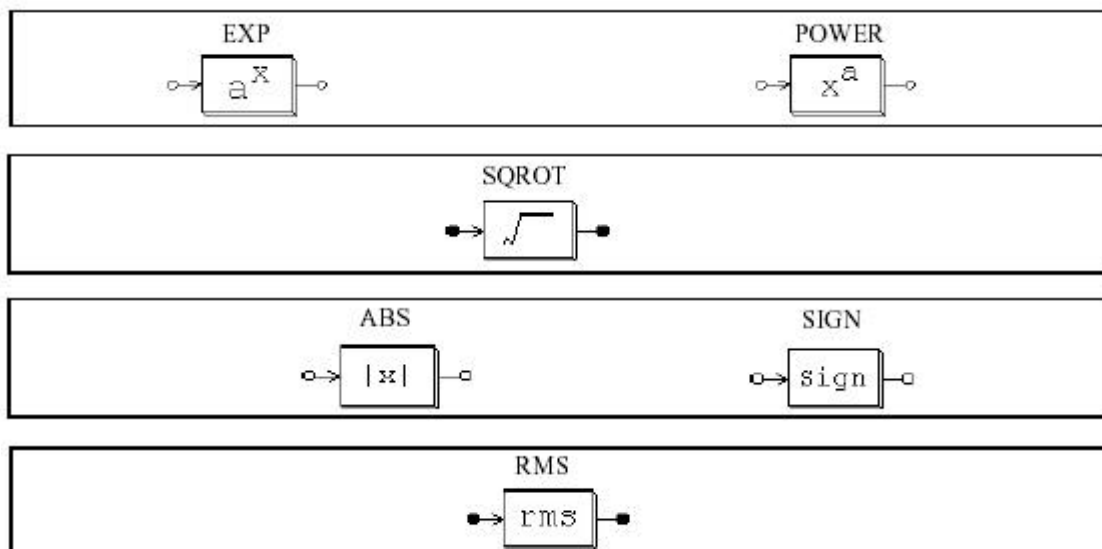 EXP POWER
a^x x^a
SQROT
√
ABS SIGN
|x| sign
RMS
rms